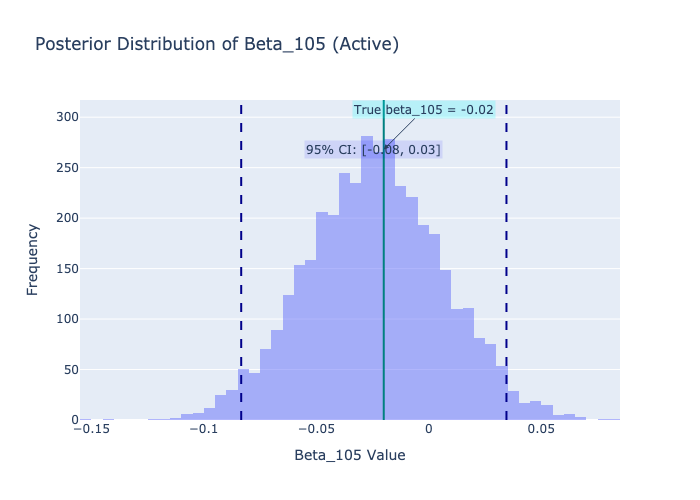 Posterior Distribution of Beta_105 (Active)
True beta_105 = -0.02
95% CI: [-0.08, 0.03]
Frequency
300
250
200
150
100
50
0
−0.15
−0.1
−0.05
0
0.05
Beta_105 Value